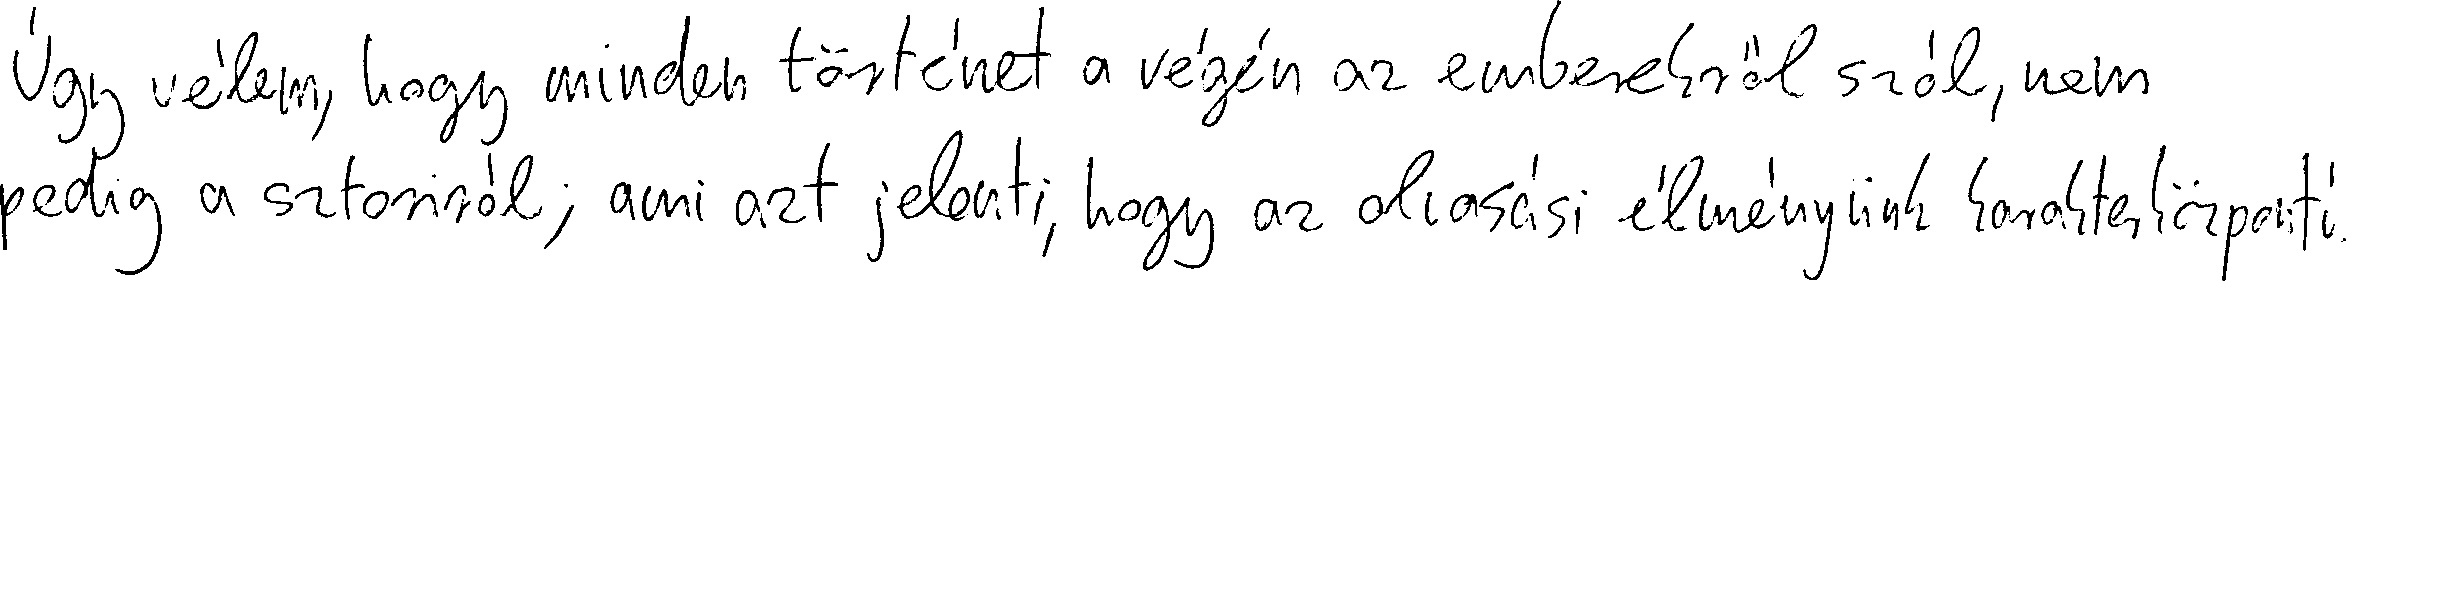 Úgy vélem, hogy minden történet a végén az emberekről szól, nem
pedig a sztoriról; ami azt jelenti, hogy az olvasási élményünk karakterközpontú.